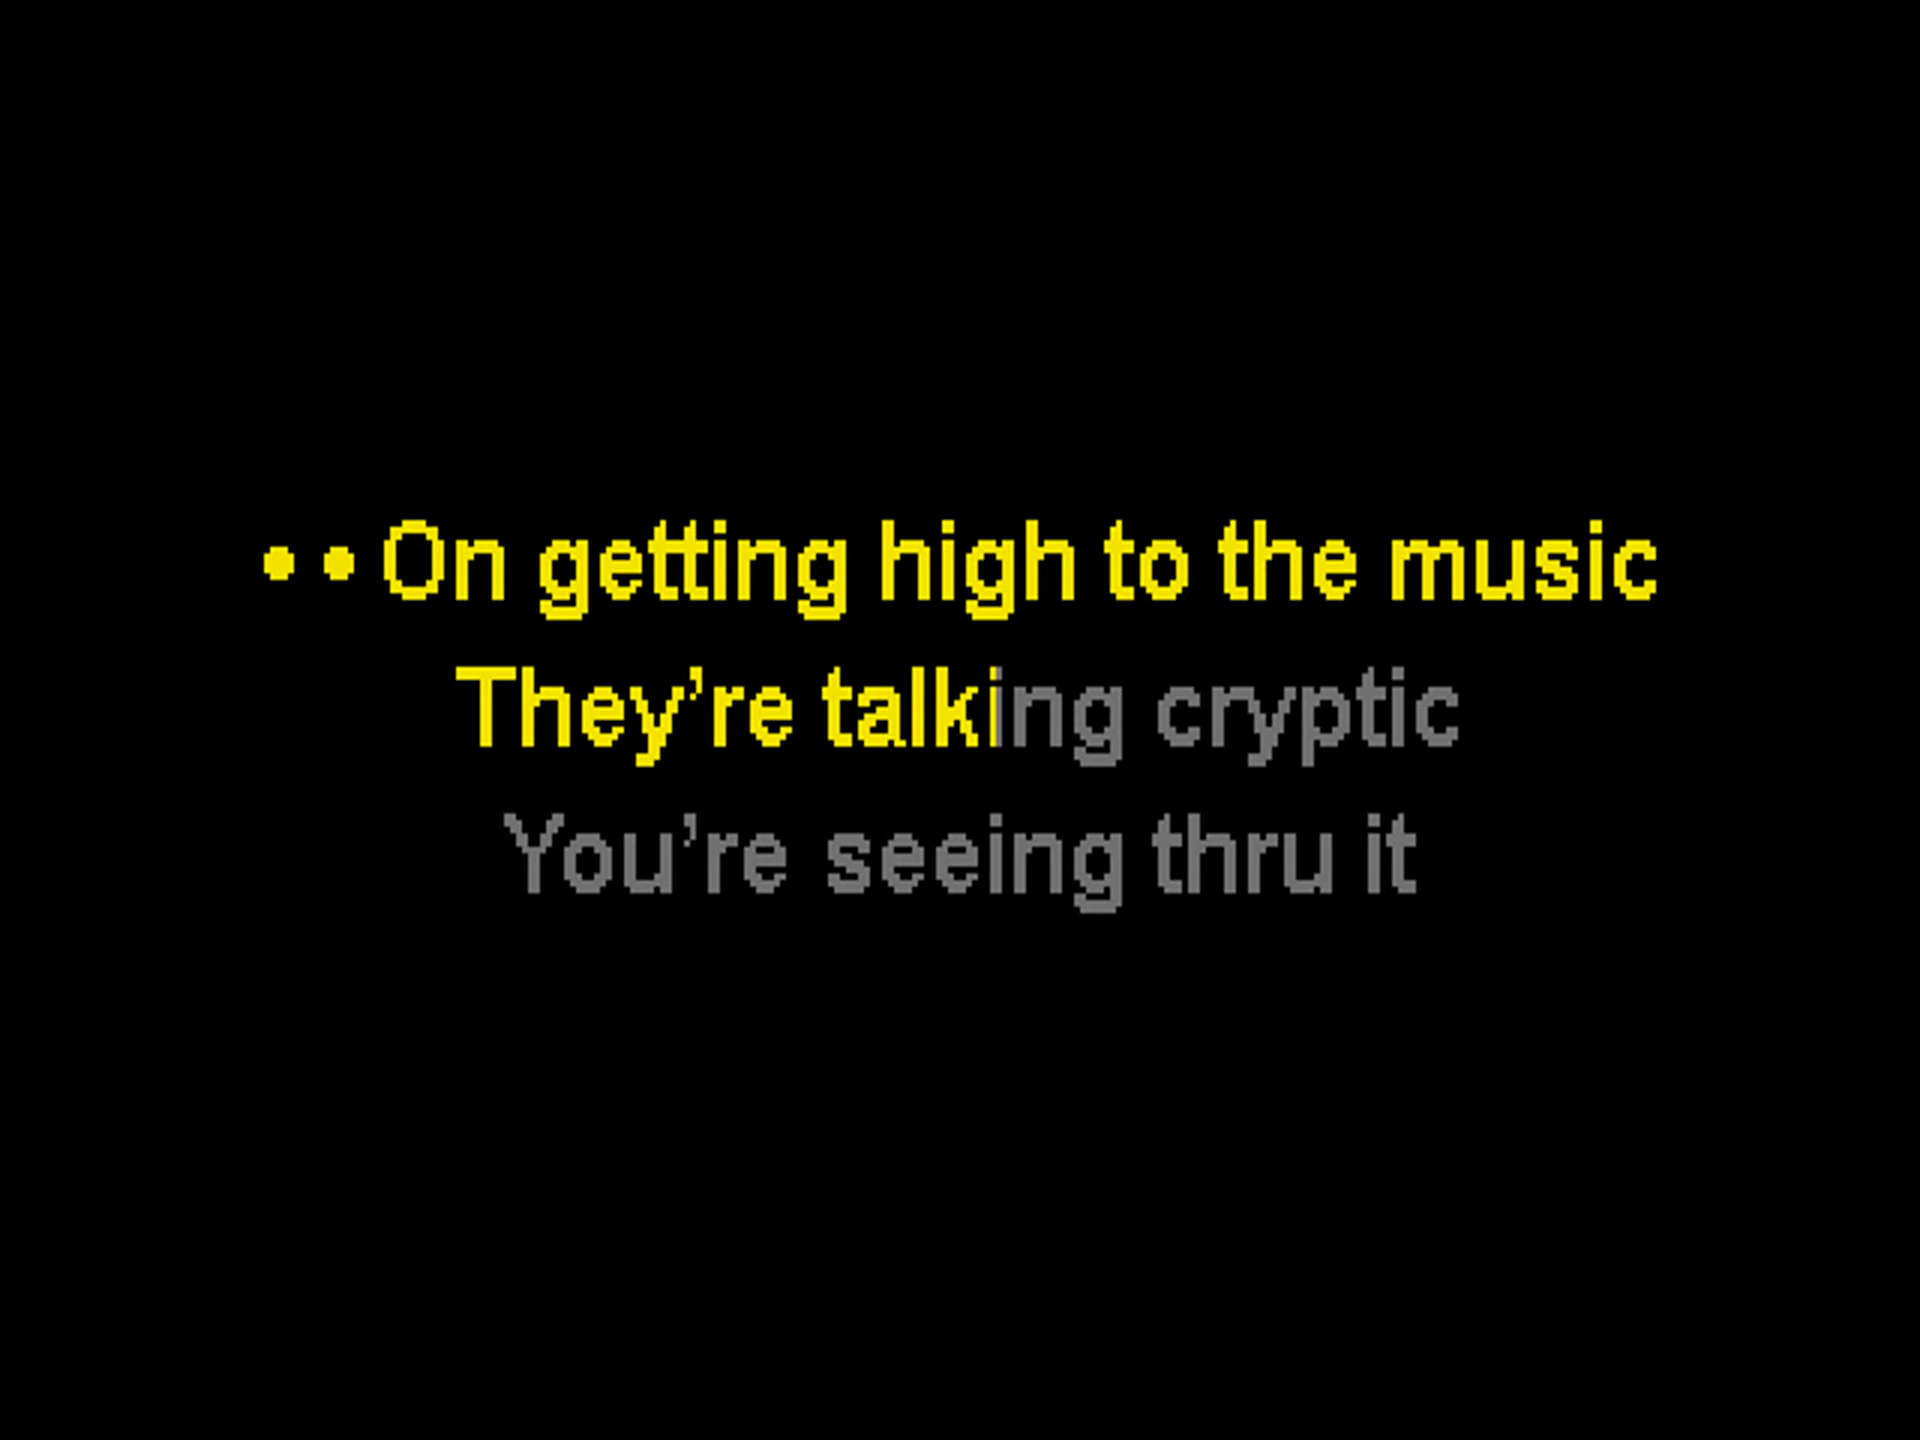 • • On getting high to the music
They’re talking cryptic
You’re seeing thru it